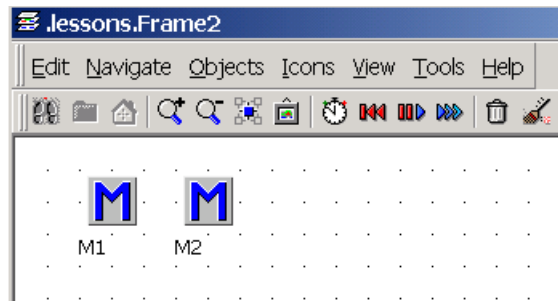 .lessons.Frame2
Edit Navigate Objects Icons View Tools Help
M M
M1 M2